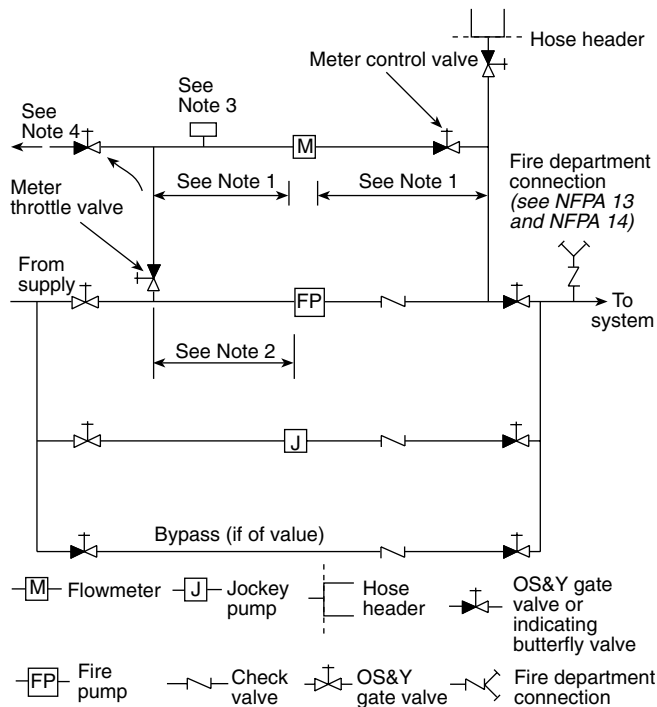 Hose header
Meter control valve
See
Note 3
See
Note 4
M
Fire department
connection
(see NFPA 13
and NFPA 14)
See Note 1
See Note 1
Meter
throttle valve
From
supply
FP
To
system
See Note 2
J
Bypass (if of value)
M Flowmeter
J Jockey
pump
Hose
header
OS&Y gate
valve or
indicating
butterfly valve
FP Fire
pump
Check
valve
OS&Y
gate valve
Fire department
connection